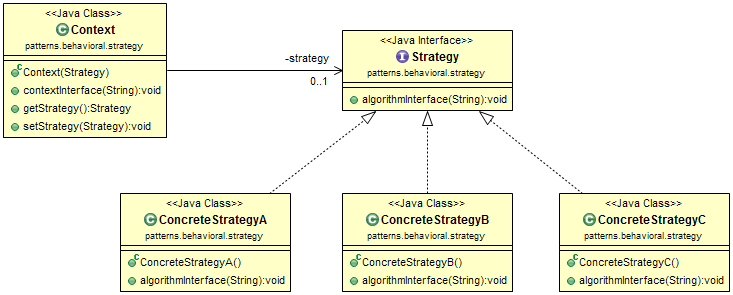 <<Java Class>>
Context
patterns.behavioral.strategy
Context(Strategy)
contextInterface(String):void
getStrategy():Strategy
setStrategy(Strategy):void
-strategy
0..1
<<Java Interface>>
Strategy
patterns.behavioral.strategy
algorithmInterface(String):void
<<Java Class>>
ConcreteStrategyA
patterns.behavioral.strategy
ConcreteStrategyA()
algorithmInterface(String):void
<<Java Class>>
ConcreteStrategyB
patterns.behavioral.strategy
ConcreteStrategyB()
algorithmInterface(String):void
<<Java Class>>
ConcreteStrategyC
patterns.behavioral.strategy
ConcreteStrategyC()
algorithmInterface(String):void